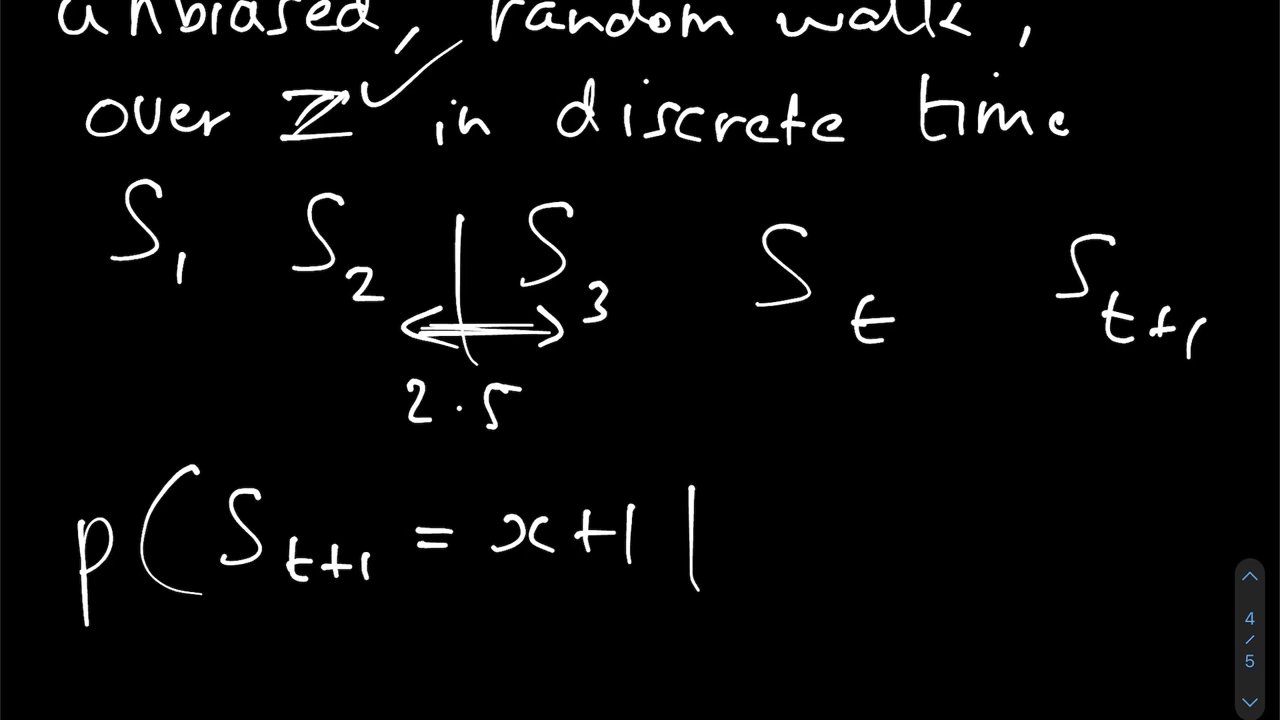 unbiased, random walk,
over ℤ in discrete time
S₁ S₂ | S₃ Sₜ Sₜ₊₁
2.5
p(Sₜ₊₁ = x+1 |
4
/
5